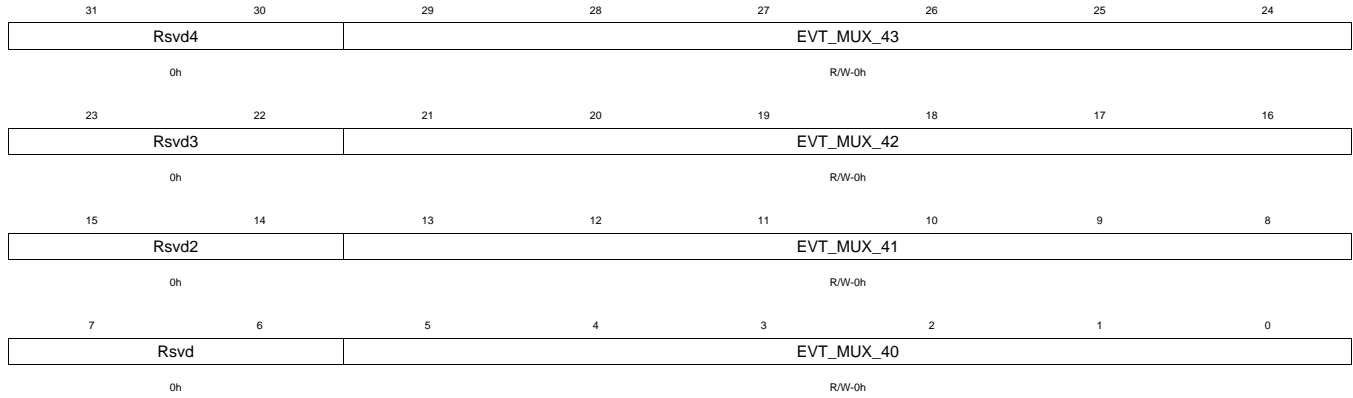 31 30 29 28 27 26 25 24
Rsvd4 EVT_MUX_43
0h R/W-0h
23 22 21 20 19 18 17 16
Rsvd3 EVT_MUX_42
0h R/W-0h
15 14 13 12 11 10 9 8
Rsvd2 EVT_MUX_41
0h R/W-0h
7 6 5 4 3 2 1 0
Rsvd EVT_MUX_40
0h R/W-0h